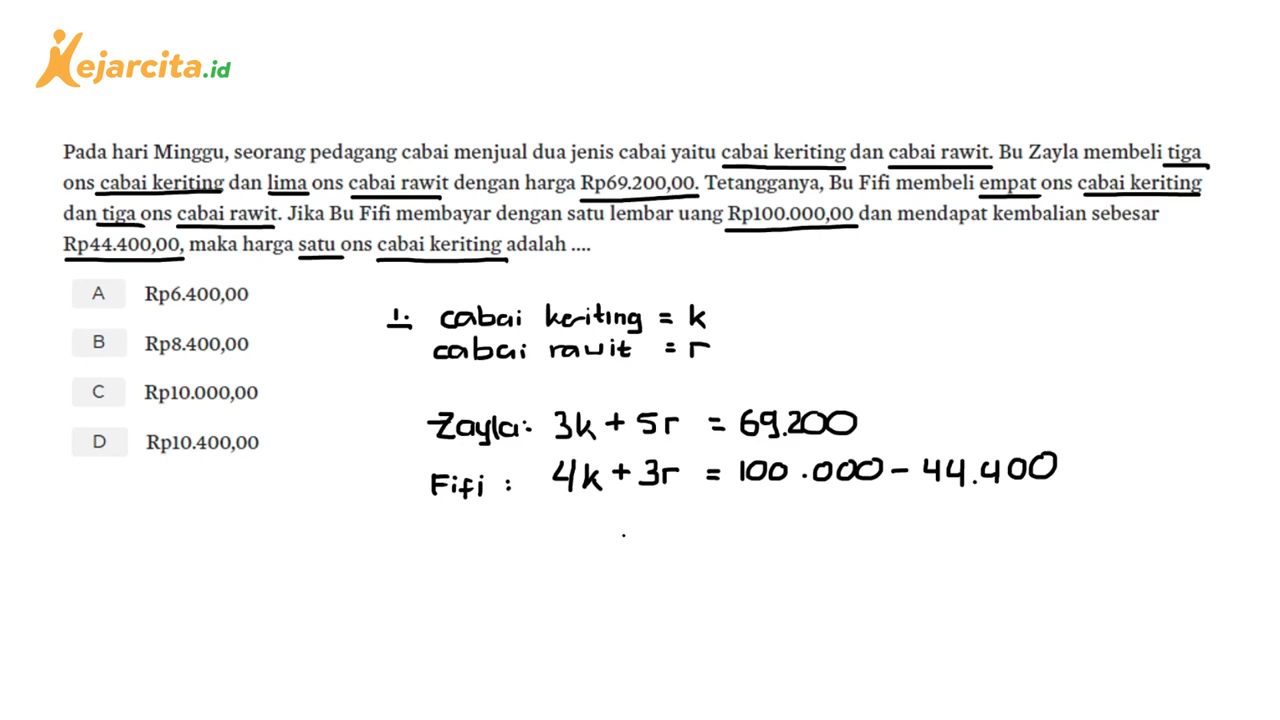 Kejarcita.id
Pada hari Minggu, seorang pedagang cabai menjual dua jenis cabai yaitu cabai keriting dan cabai rawit. Bu Zayla membeli tiga
ons cabai keriting dan lima ons cabai rawit dengan harga Rp69.200,00. Tetangganya, Bu Fifi membeli empat ons cabai keriting
dan tiga ons cabai rawit. Jika Bu Fifi membayar dengan satu lembar uang Rp100.000,00 dan mendapat kembalian sebesar
Rp44.400,00, maka harga satu ons cabai keriting adalah ....
A Rp6.400,00
B Rp8.400,00
C Rp10.000,00
D Rp10.400,00
1. cabai keriting = k
cabai rawit = r
Zayla: 3k + 5r = 69.200
Fifi : 4k + 3r = 100.000 - 44.400